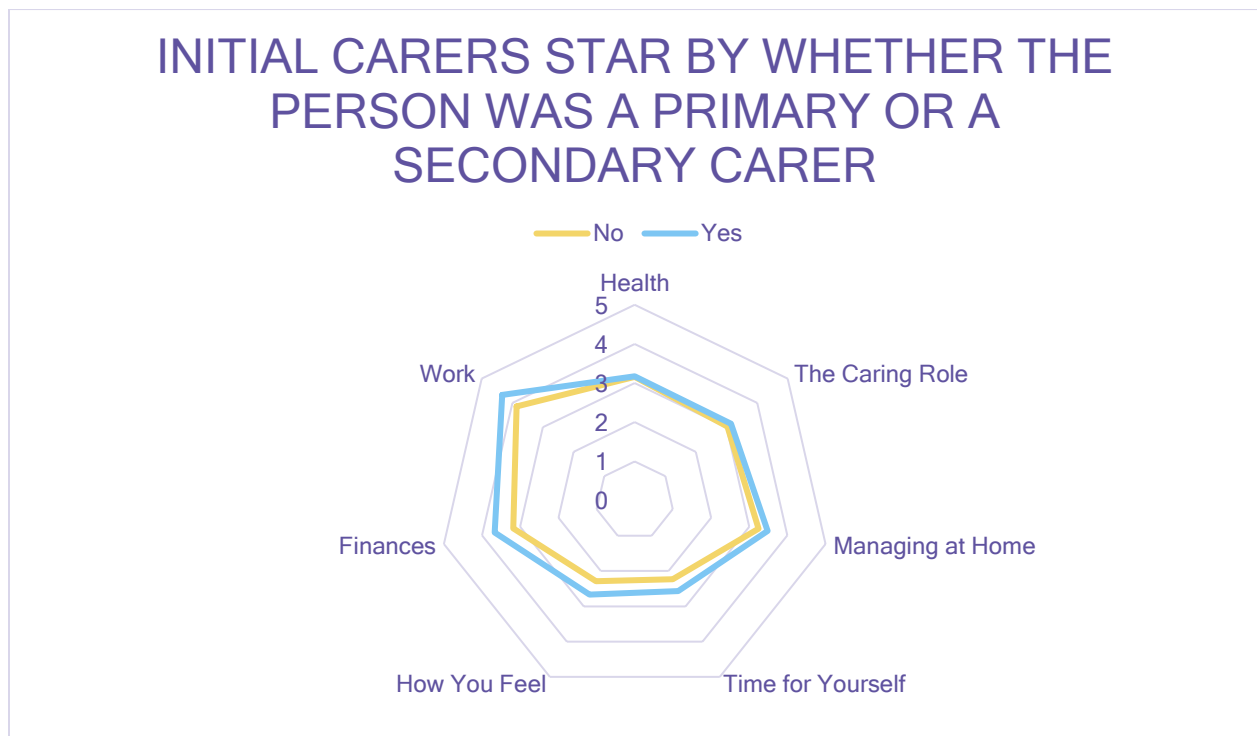 INITIAL CARERS STAR BY WHETHER THE
PERSON WAS A PRIMARY OR A
SECONDARY CARER
No Yes
Health
5
4
3
2
1
0
The Caring Role
Managing at Home
Time for Yourself
How You Feel
Finances
Work